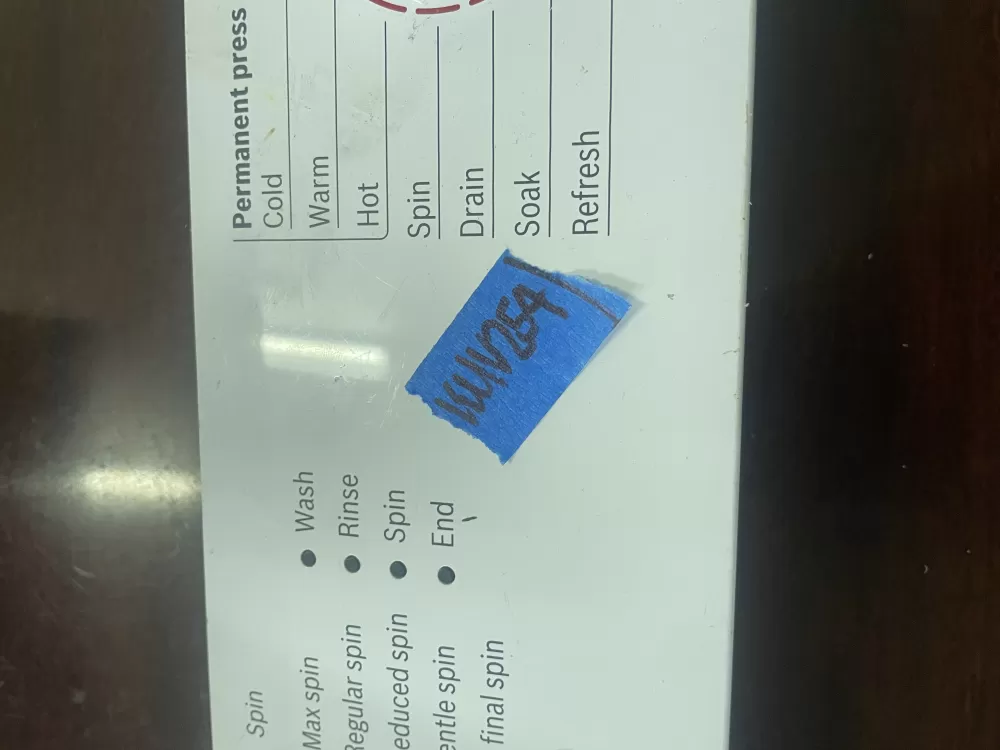 Spin
Max spin
Regular spin
educed spin
entle spin
final spin
Wash
Rinse
Spin
End
Permanent press
Cold
Warm
Hot
Spin
Drain
Soak
Refresh